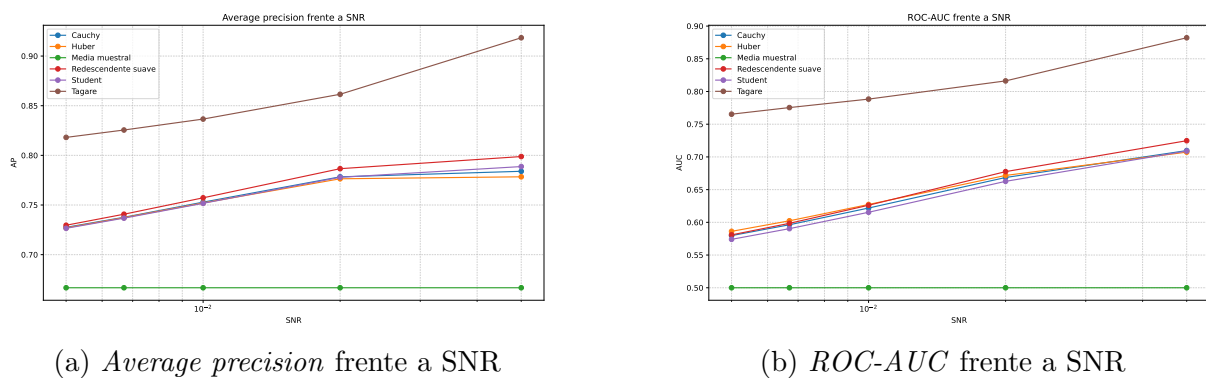 Average precision frente a SNR
Cauchy
Huber
Media muestral
Redescendente suave
Student
Tagare
0.90
0.85
0.80
0.75
0.70
AP
10⁻²
SNR
(a) Average precision frente a SNR
ROC-AUC frente a SNR
Cauchy
Huber
Media muestral
Redescendente suave
Student
Tagare
0.90
0.85
0.80
0.75
0.70
0.65
0.60
0.55
0.50
AUC
10⁻²
SNR
(b) ROC-AUC frente a SNR